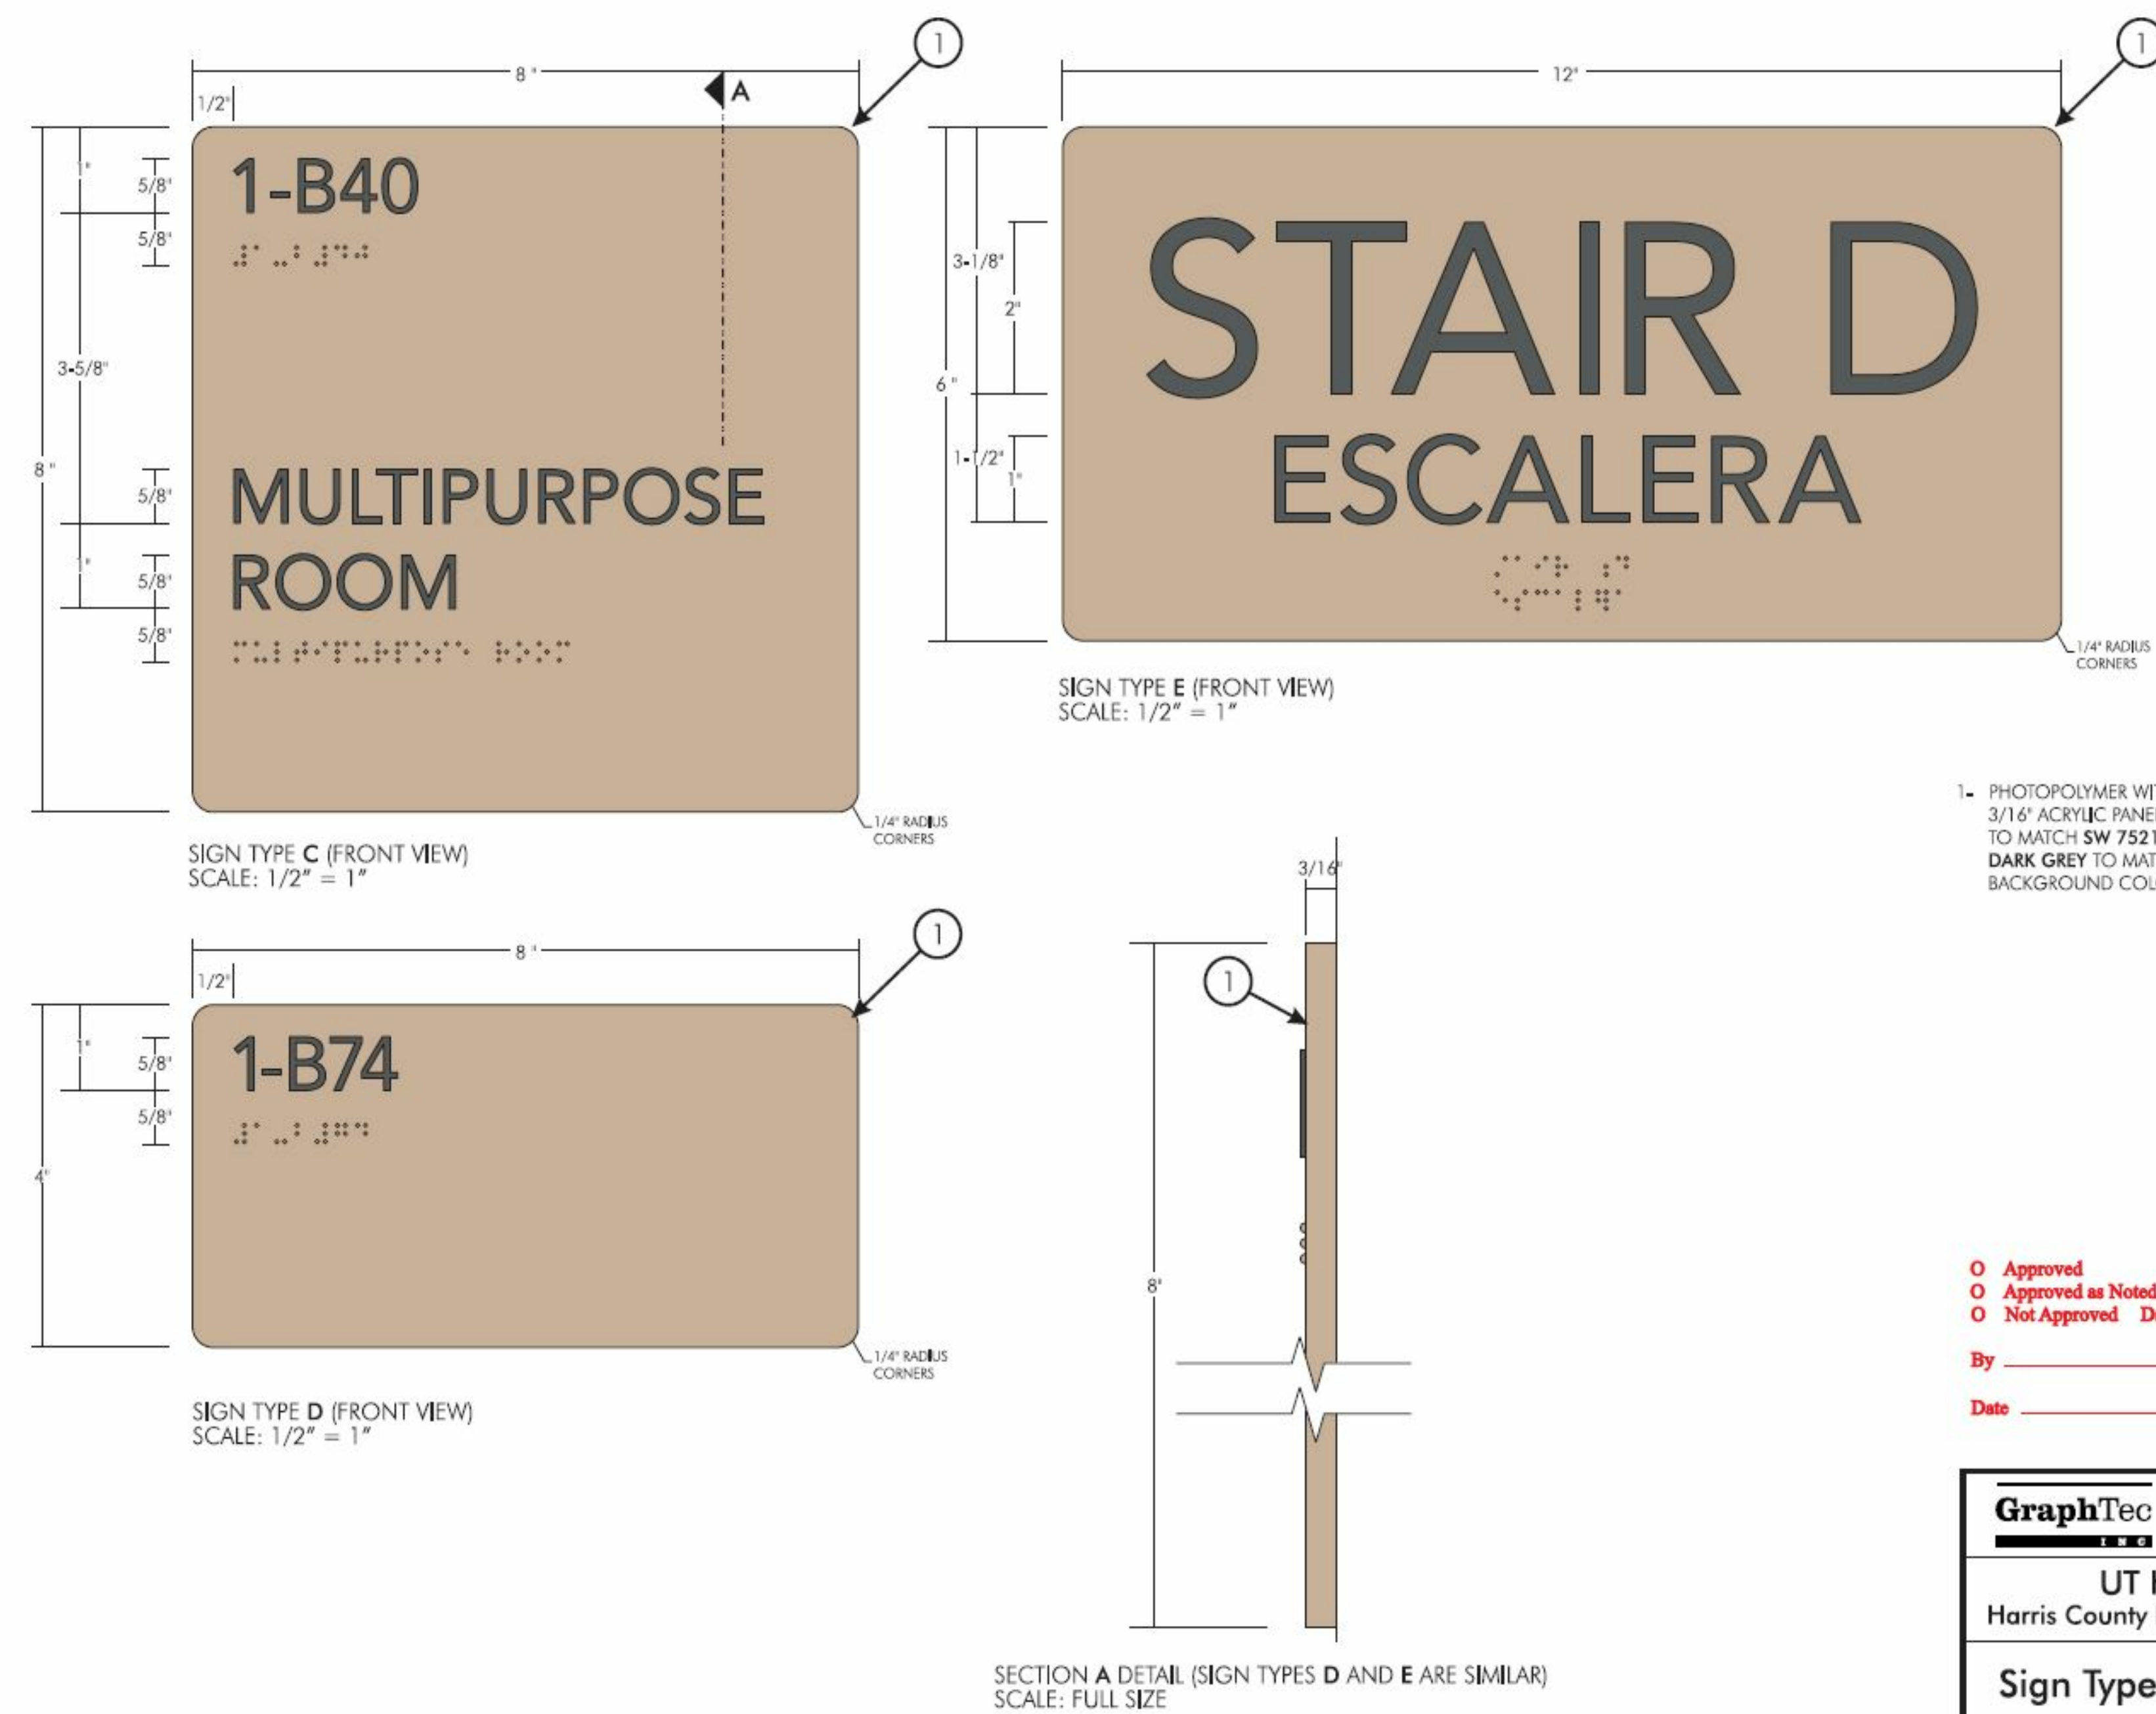 1
8 "
A
1/2"
1"
5/8"
5/8"
3-5/8"
8 "
5/8"
1"
5/8"
5/8"
1-B40
⠼⠁⠤⠃⠼⠙⠚
MULTIPURPOSE
ROOM
1/4" RADIUS
CORNERS
SIGN TYPE C (FRONT VIEW)
SCALE: 1/2" = 1"
1
12"
3-1/8"
2"
6 "
1-1/2"
1"
STAIR D
ESCALERA
1/4" RADIUS
CORNERS
SIGN TYPE E (FRONT VIEW)
SCALE: 1/2" = 1"
1- PHOTOPOLYMER
3/16" ACRYLIC
TO MATCH SW 7521
DARK GREY TO
BACKGROUND
1
8 "
1/2"
1"
5/8"
5/8"
4"
1-B74
⠼⠁⠤⠃⠼⠛⠙
1/4" RADIUS
CORNERS
SIGN TYPE D (FRONT VIEW)
SCALE: 1/2" = 1"
3/16"
1
8"
SECTION A DETAIL (SIGN TYPES D AND E ARE SIMILAR)
SCALE: FULL SIZE
O Approved
O Approved as Noted
O Not Approved
By
Date
GraphTec
INC
UT
Harris County
Sign Type